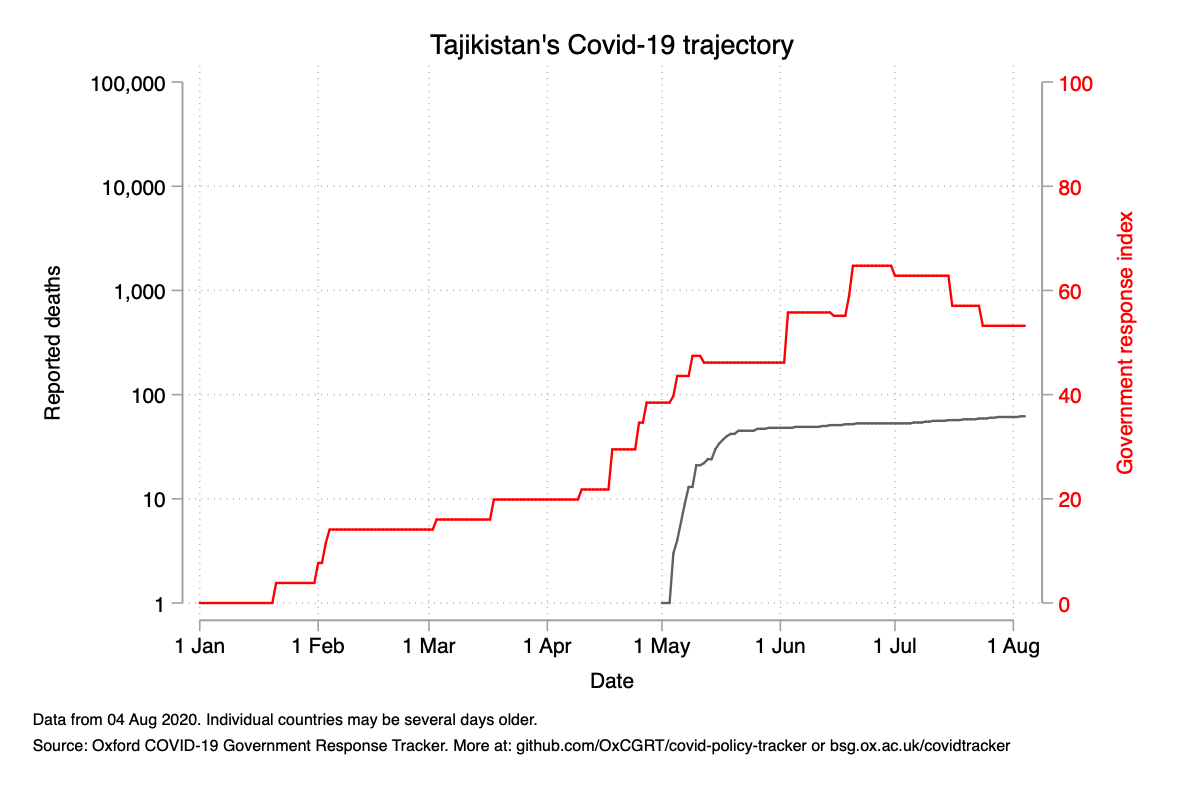 Tajikistan's Covid-19 trajectory
100,000
10,000
1,000
100
10
1
Reported deaths
100
80
60
40
20
0
Government response index
1 Jan 1 Feb 1 Mar 1 Apr 1 May 1 Jun 1 Jul 1 Aug
Date
Data from 04 Aug 2020. Individual countries may be several days older.
Source: Oxford COVID-19 Government Response Tracker. More at: github.com/OxCGRT/covid-policy-tracker or bsg.ox.ac.uk/covidtracker